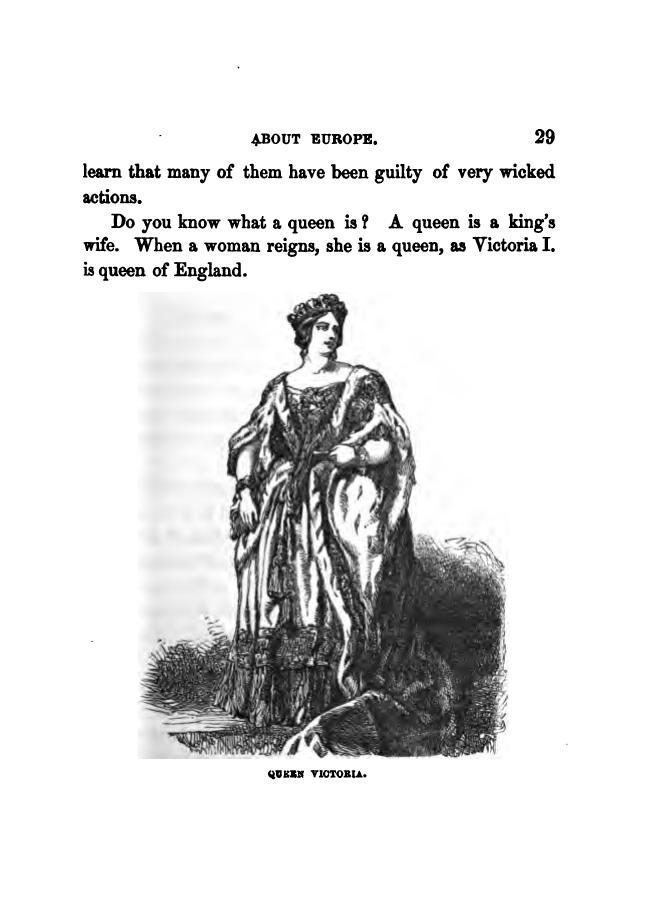 ABOUT EUROPE. 29
learn that many of them have been guilty of very wicked
actions.
Do you know what a queen is? A queen is a king's
wife. When a woman reigns, she is a queen, as Victoria I.
is queen of England.
QUEEN VICTORIA.